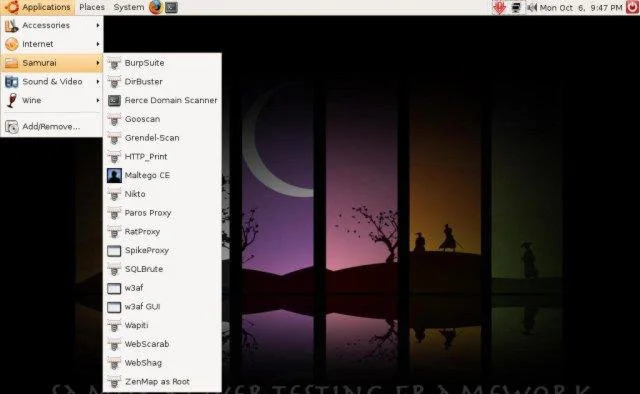 Applications Places System Mon Oct 6, 9:47 PM
Accessories
Internet
Samurai
Sound & Video
Wine
Add/Remove...
BurpSuite
DirBuster
Fierce Domain Scanner
Gooscan
Grendel-Scan
HTTP_Print
Maltego CE
Nikto
Paros Proxy
RatProxy
SpikeProxy
SQLBrute
w3af
w3af GUI
Wapiti
WebScarab
WebShag
ZenMap as Root
TESTING FRAMEWORK